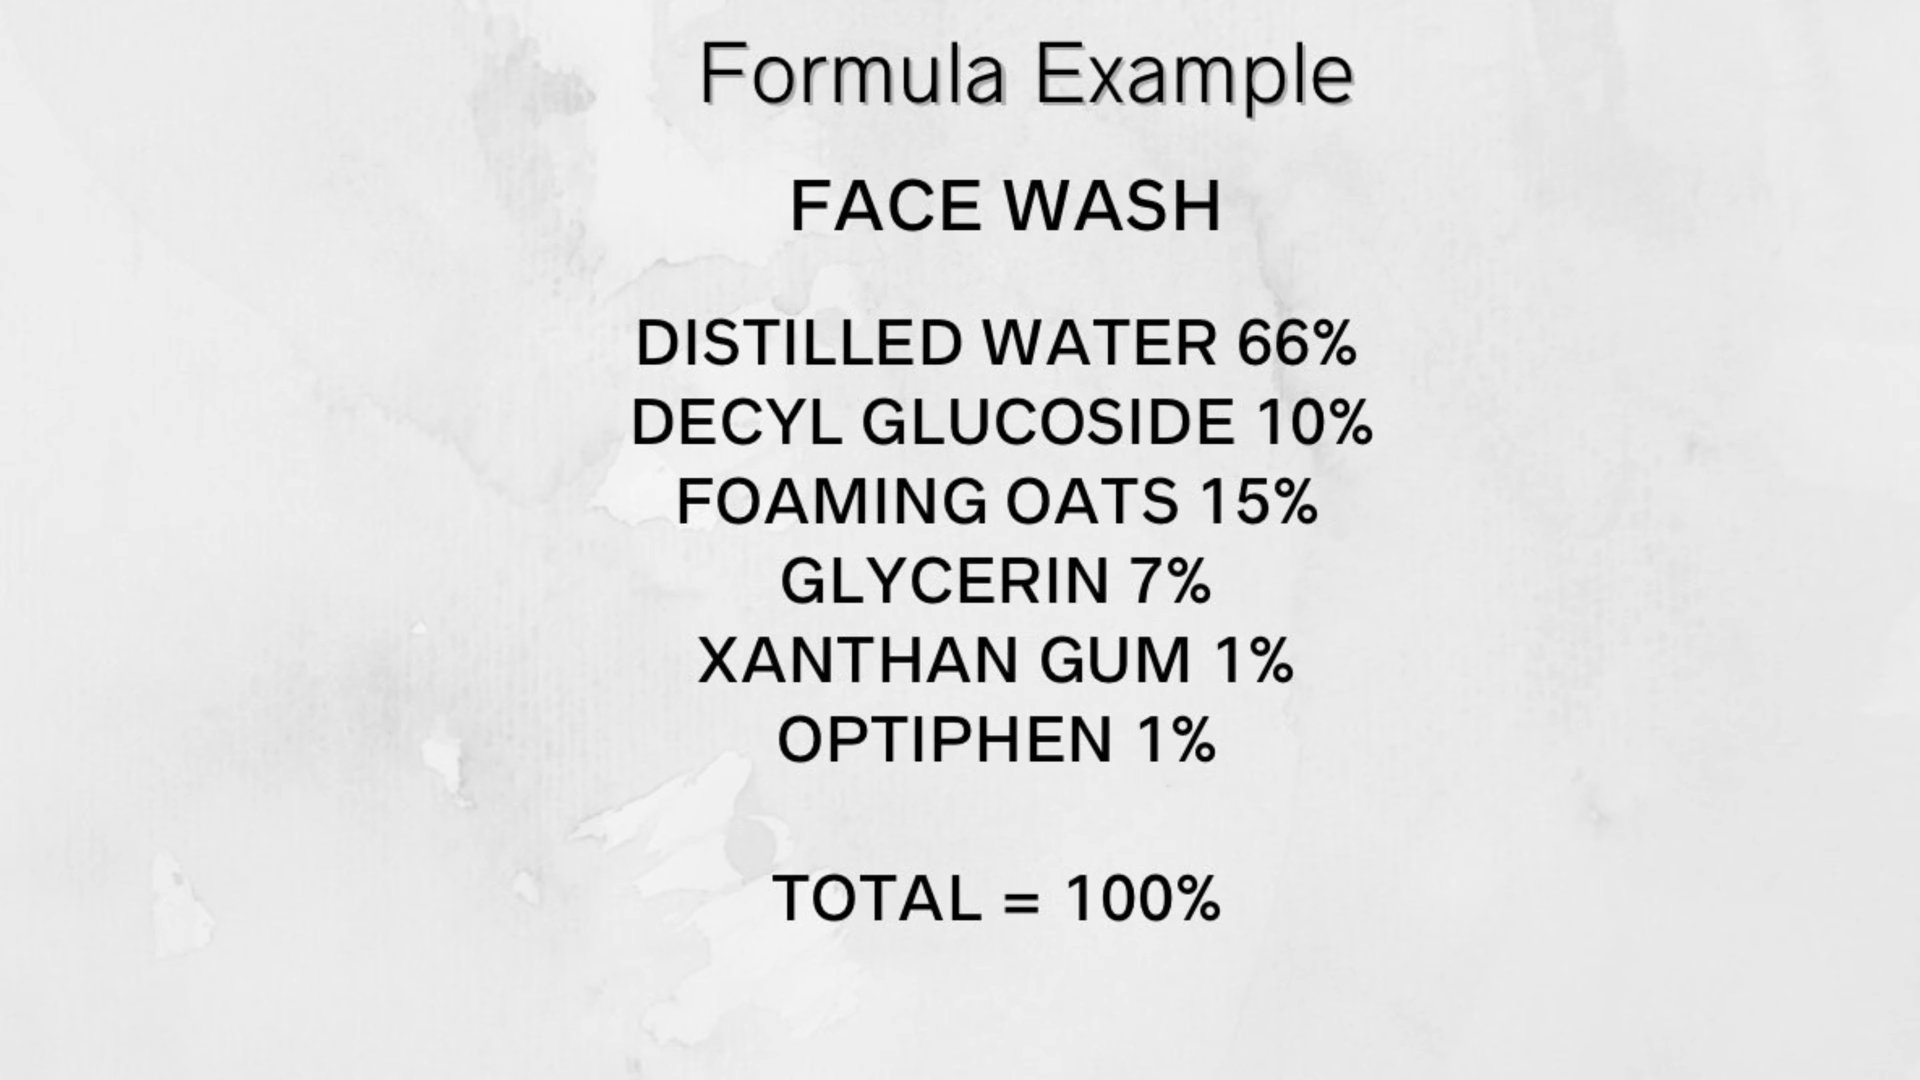 Formula Example
FACE WASH
DISTILLED WATER 66%
DECYL GLUCOSIDE 10%
FOAMING OATS 15%
GLYCERIN 7%
XANTHAN GUM 1%
OPTIPHEN 1%
TOTAL = 100%